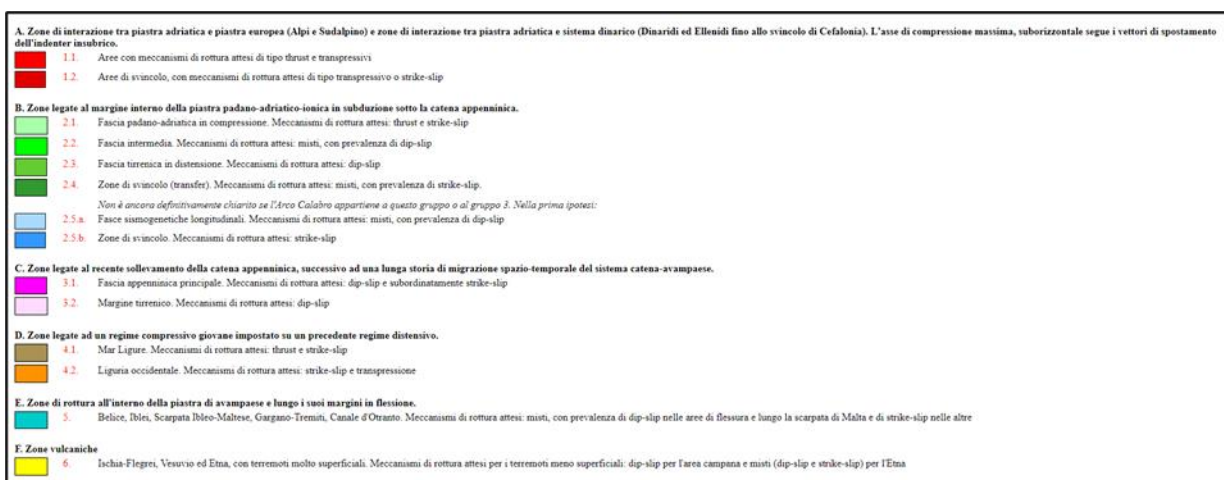 A. Zone di interazione tra piastra adriatica e piastra europea (Alpi e Sudalpino) e zone di interazione tra piastra adriatica e sistema dinarico (Dinaridi ed Ellenidi fino allo svincolo di Cefalonia). L'asse di compressione massima, suborizzontale segue i vettori di spostamento
dell'indenter insubrico.
1.1. Aree con meccanismi di rottura attesi di tipo thrust e transpressivi
1.2. Aree di svincolo, con meccanismi di rottura attesi di tipo transpressivo o strike-slip
B. Zone legate al margine interno della piastra padano-adriatico-ionica in subduzione sotto la catena appenninica.
2.1. Fascia padano-adriatica in compressione. Meccanismi di rottura attesi: thrust e strike-slip
2.2. Fascia intermedia. Meccanismi di rottura attesi: misti, con prevalenza di dip-slip
2.3. Fascia tirrenica in distensione. Meccanismi di rottura attesi: dip-slip
2.4. Zone di svincolo (transfer). Meccanismi di rottura attesi: misti, con prevalenza di strike-slip.
Non è ancora definitivamente chiarito se l'Arco Calabro appartiene a questo gruppo o al gruppo 3. Nella prima ipotesi:
2.5.a. Fasce sismogenetiche longitudinali. Meccanismi di rottura attesi: misti, con prevalenza di dip-slip
2.5.b. Zone di svincolo. Meccanismi di rottura attesi: strike-slip
C. Zone legate al recente sollevamento della catena appenninica, successivo ad una lunga storia di migrazione spazio-temporale del sistema catena-avampaese.
3.1. Fascia appenninica principale. Meccanismi di rottura attesi: dip-slip e subordinatamente strike-slip
3.2. Margine tirrenico. Meccanismi di rottura attesi: dip-slip
D. Zone legate ad un regime compressivo giovane impostato su un precedente regime distensivo.
4.1. Mar Ligure. Meccanismi di rottura attesi: thrust e strike-slip
4.2. Liguria occidentale. Meccanismi di rottura attesi: strike-slip e transpressione
E. Zone di rottura all'interno della piastra di avampaese e lungo i suoi margini in flessione.
5. Belice, Iblei, Scarpata Ibleo-Maltese, Gargano-Tremiti, Canale d'Otranto. Meccanismi di rottura attesi: misti, con prevalenza di dip-slip nelle aree di flessura e lungo la scarpata di Malta e di strike-slip nelle altre
F. Zone vulcaniche
6. Ischia-Flegrei, Vesuvio ed Etna, con terremoti molto superficiali. Meccanismi di rottura attesi per i terremoti meno superficiali: dip-slip per l'area campana e misti (dip-slip e strike-slip) per l'Etna